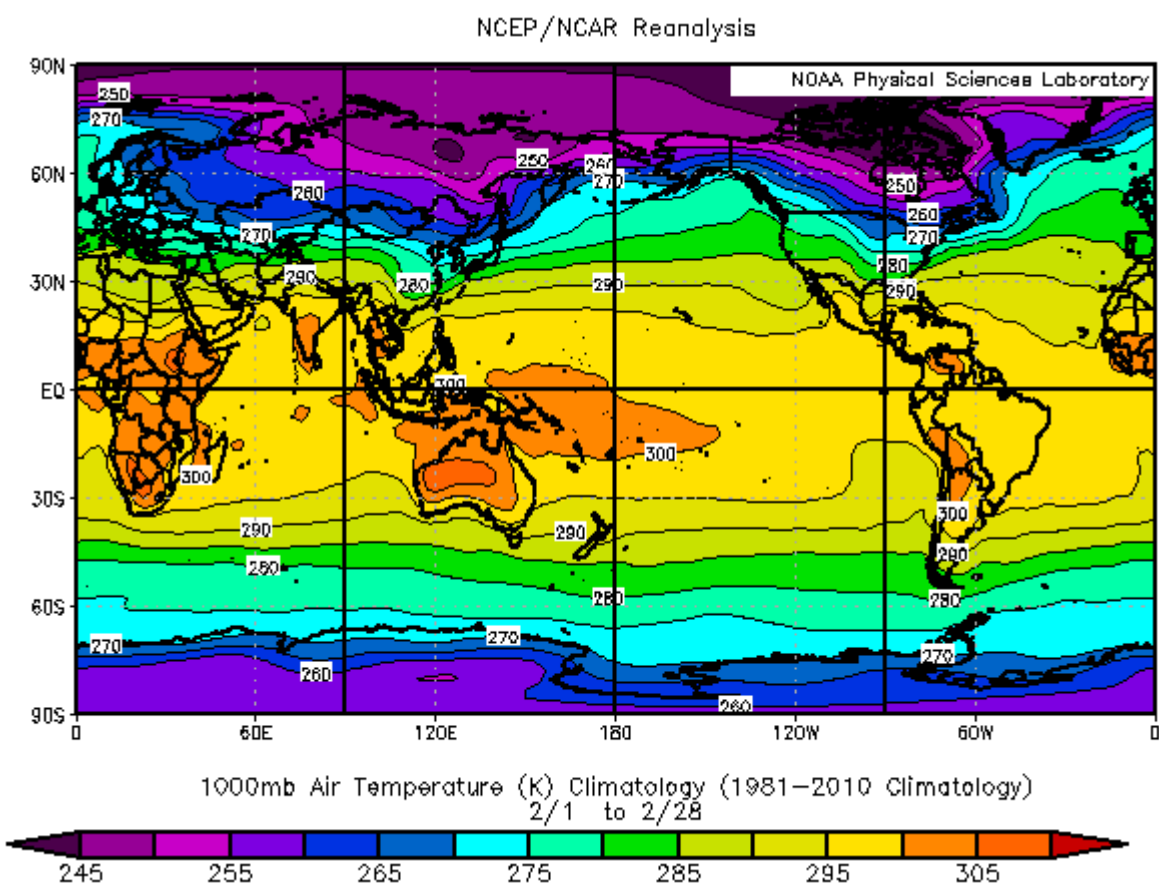 NCEP/NCAR Reanalysis
90N
NOAA Physical Sciences Laboratory
250
270
60N
250
260
270
250
260
260
270
270
30N
290
280
290
280
290
EQ
300
300
300
30S
300
290
290
290
280
280
280
60S
270
270
270
260
260
90S
0 60E 120E 180 120W 60W 0
1000mb Air Temperature (K) Climatology (1981-2010 Climatology)
2/1 to 2/28
245 255 265 275 285 295 305